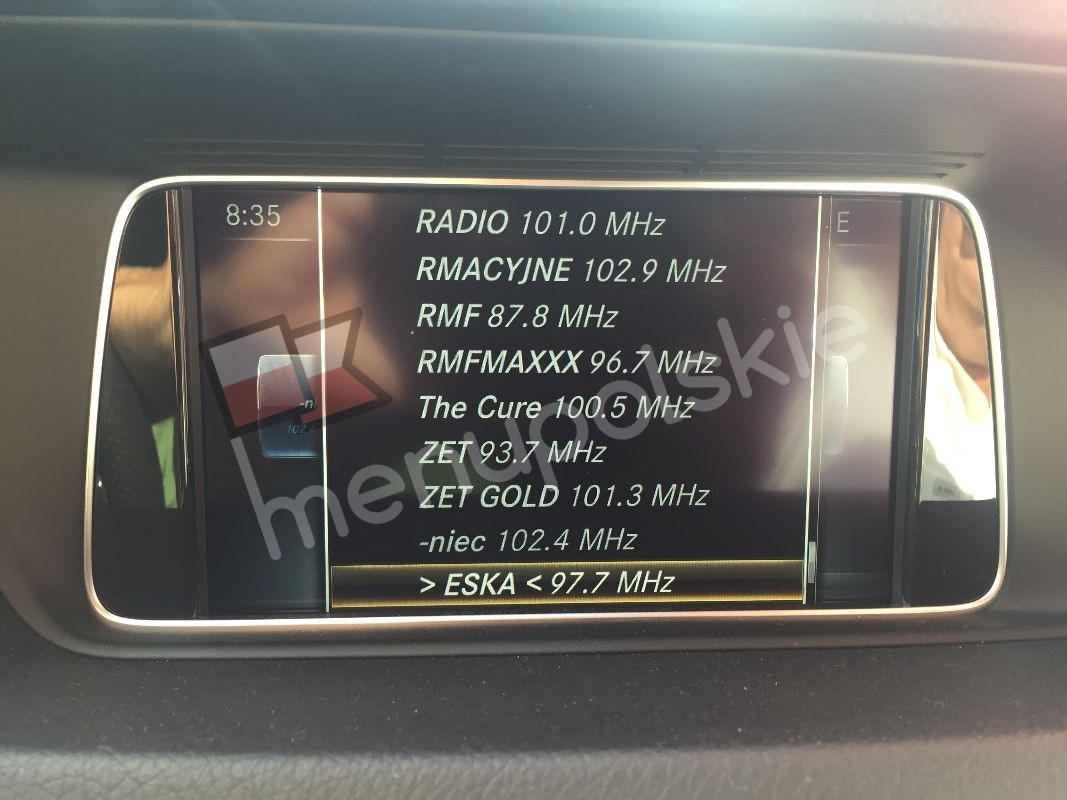 8:35
E
RADIO 101.0 MHz
RMACYJNE 102.9 MHz
RMF 87.8 MHz
RMFMAXXX 96.7 MHz
The Cure 100.5 MHz
-n
ZET 93.7 MHz
ZET GOLD 101.3 MHz
-niec 102.4 MHz
> ESKA < 97.7 MHz
menupolskie